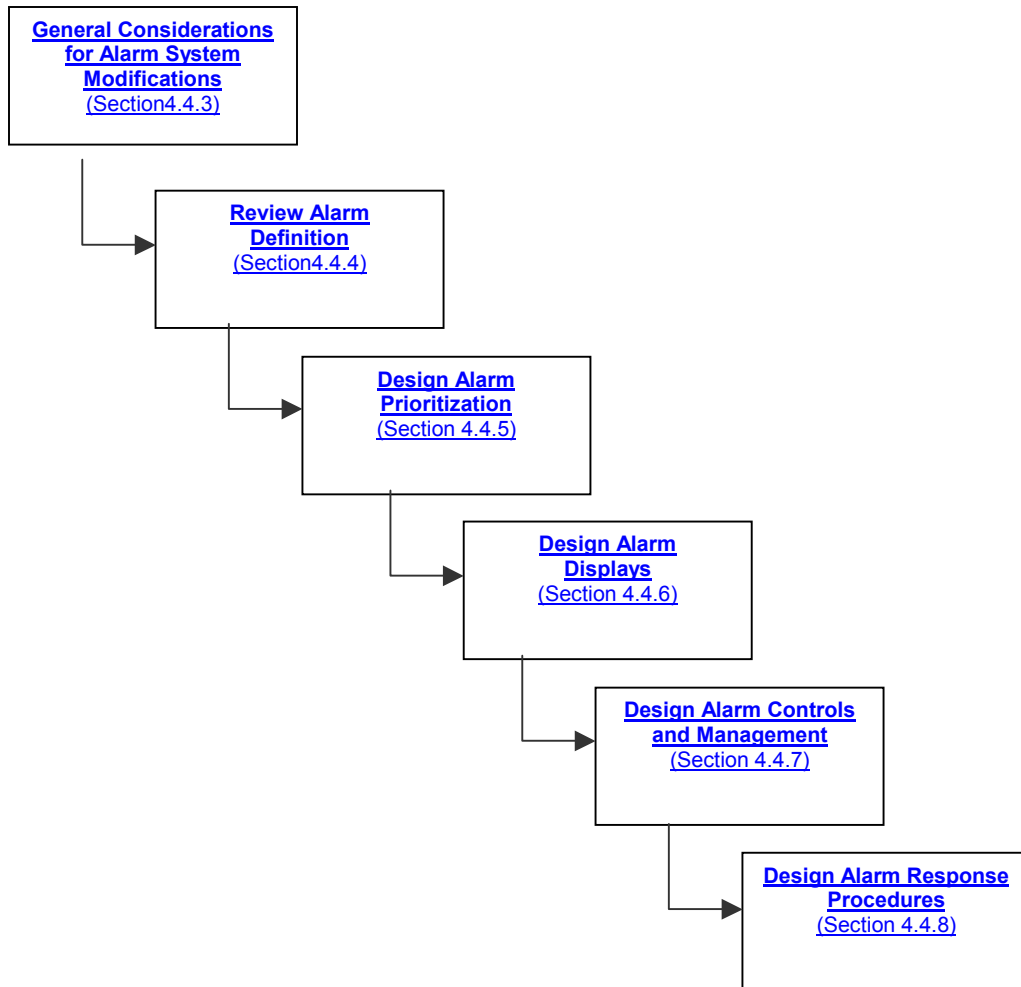 General Considerations
for Alarm System
Modifications
(Section4.4.3)
Review Alarm
Definition
(Section4.4.4)
Design Alarm
Prioritization
(Section 4.4.5)
Design Alarm
Displays
(Section 4.4.6)
Design Alarm Controls
and Management
(Section 4.4.7)
Design Alarm Response
Procedures
(Section 4.4.8)